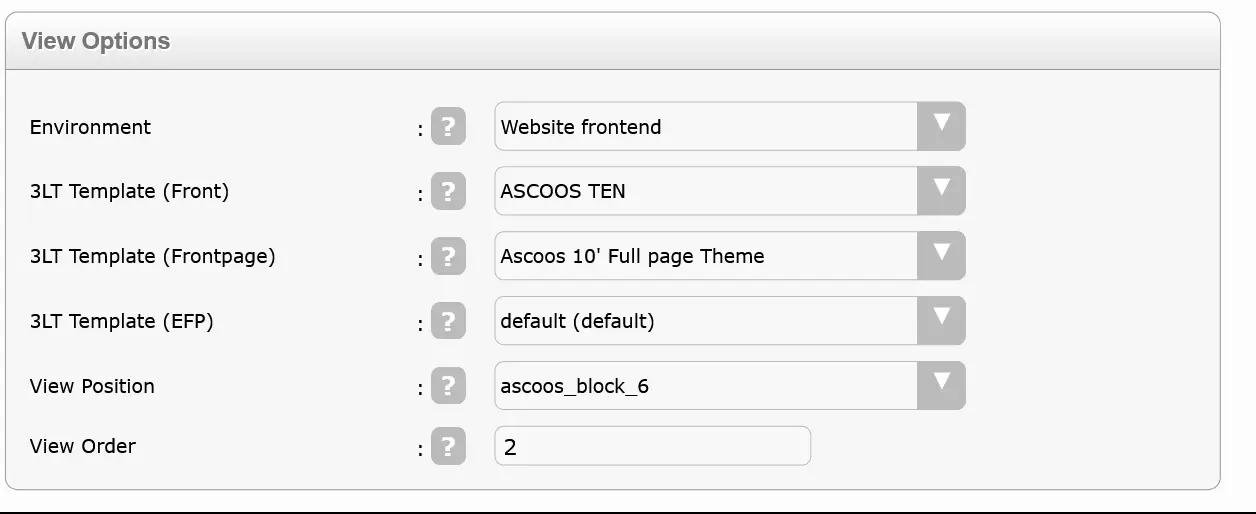 View Options
Environment : ? Website frontend ▼
3LT Template (Front) : ? ASCOOS TEN ▼
3LT Template (Frontpage) : ? Ascoos 10' Full page Theme ▼
3LT Template (EFP) : ? default (default) ▼
View Position : ? ascoos_block_6 ▼
View Order : ? 2